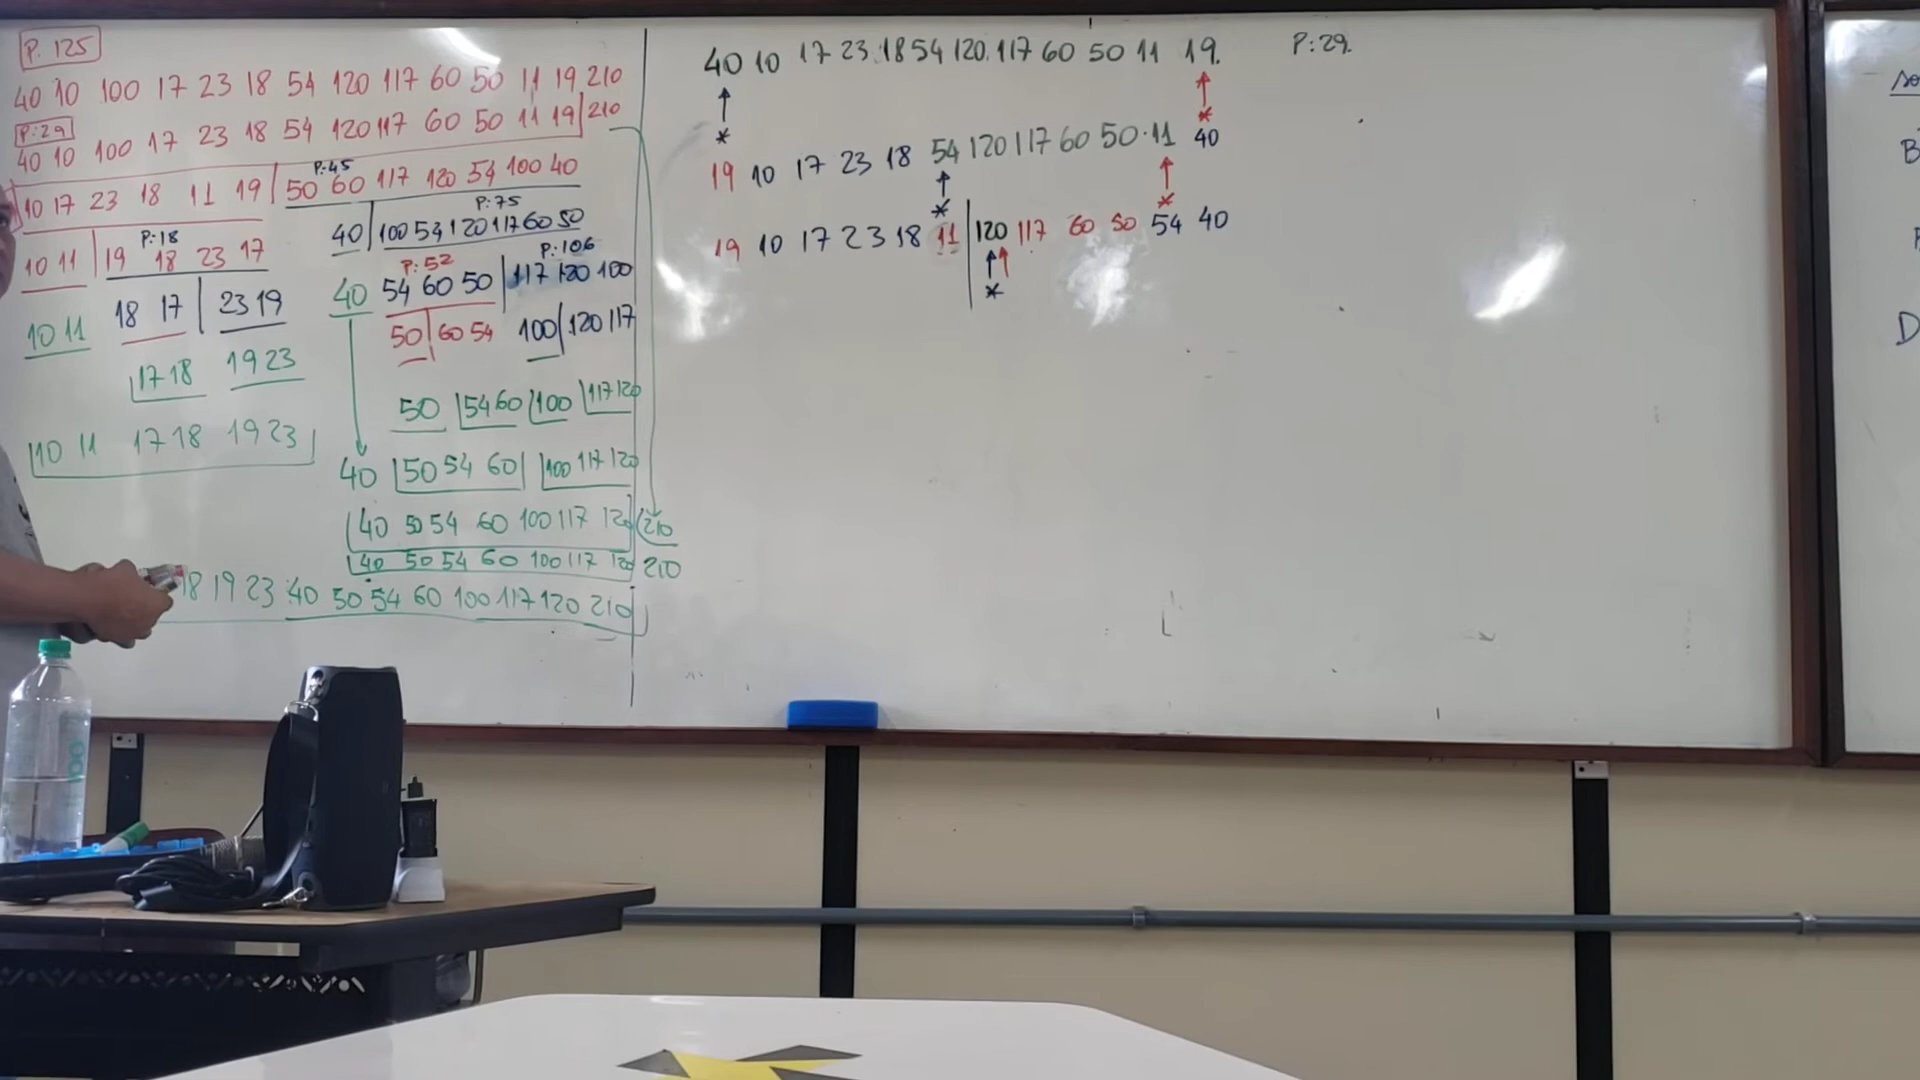 P. 125
40 10 100 17 23 18 54 120 117 60 50 11 19 210
P:29
40 10 100 17 23 18 54 120 117 60 50 11 19 | 210
P:45
10 17 23 18 11 19 | 50 60 117 120 54 100 40
P:18
10 11 | 19 18 23 17
P:75
40 | 100 54 120 117 60 50
P:52 P:106
40 54 60 50 | 117 120 100
10 11 18 17 | 23 19
50 | 60 54 100 | 120 117
17 18 19 23
50 | 54 60 | 100 | 117 120
10 11 17 18 19 23
40 | 50 54 60 | | 100 117 120
40 50 54 60 100 117 120 210
40 50 54 60 100 117 120 210
18 19 23 40 50 54 60 100 117 120 210
40 10 17 23 18 54 120 117 60 50 11 19. P:29.
19 10 17 23 18 54 120 117 60 50 11 40
19 10 17 23 18 11 | 120 117 60 50 54 40
B
D